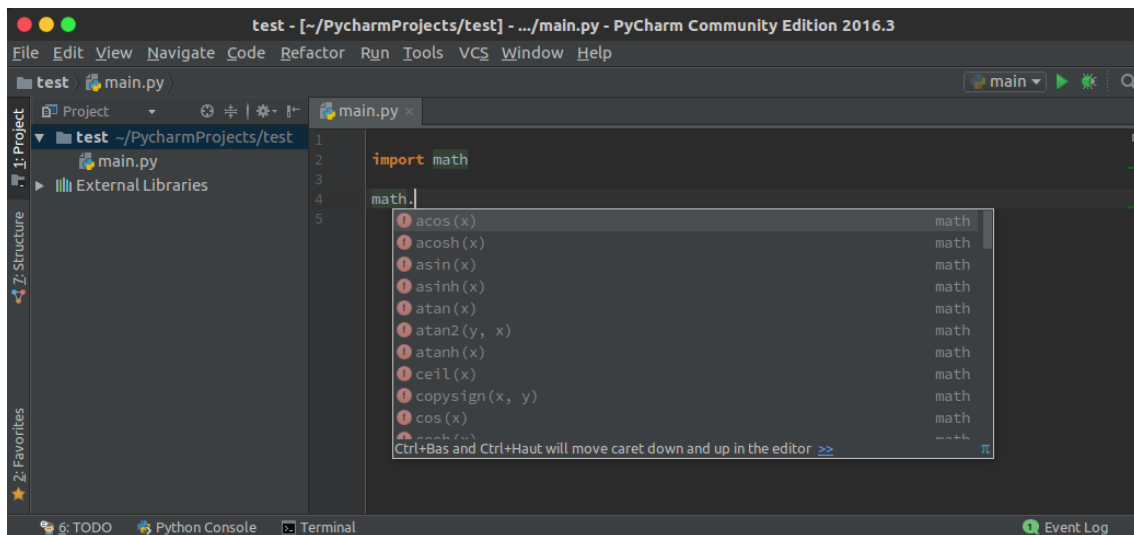 test - [~/PycharmProjects/test] - .../main.py - PyCharm Community Edition 2016.3
File Edit View Navigate Code Refactor Run Tools VCS Window Help
test main.py main
1: Project
7: Structure
2: Favorites
Project
test ~/PycharmProjects/test
main.py
External Libraries
main.py
1
2 import math
3
4 math.
5
acos(x) math
acosh(x) math
asin(x) math
asinh(x) math
atan(x) math
atan2(y, x) math
atanh(x) math
ceil(x) math
copysign(x, y) math
cos(x) math
cosh(x) math
Ctrl+Bas and Ctrl+Haut will move caret down and up in the editor >> π
6: TODO Python Console Terminal 1 Event Log